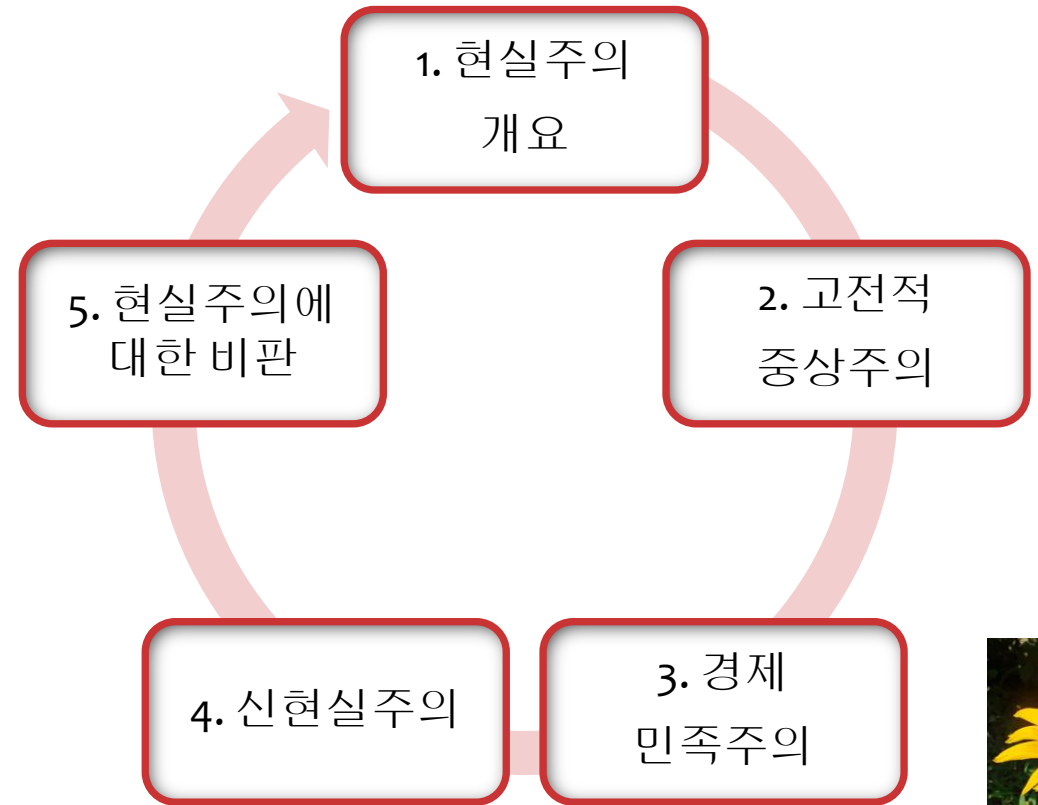 1. 현실주의
개요
2. 고전적
중상주의
3. 경제
민족주의
4. 신현실주의
5. 현실주의에
대한 비판